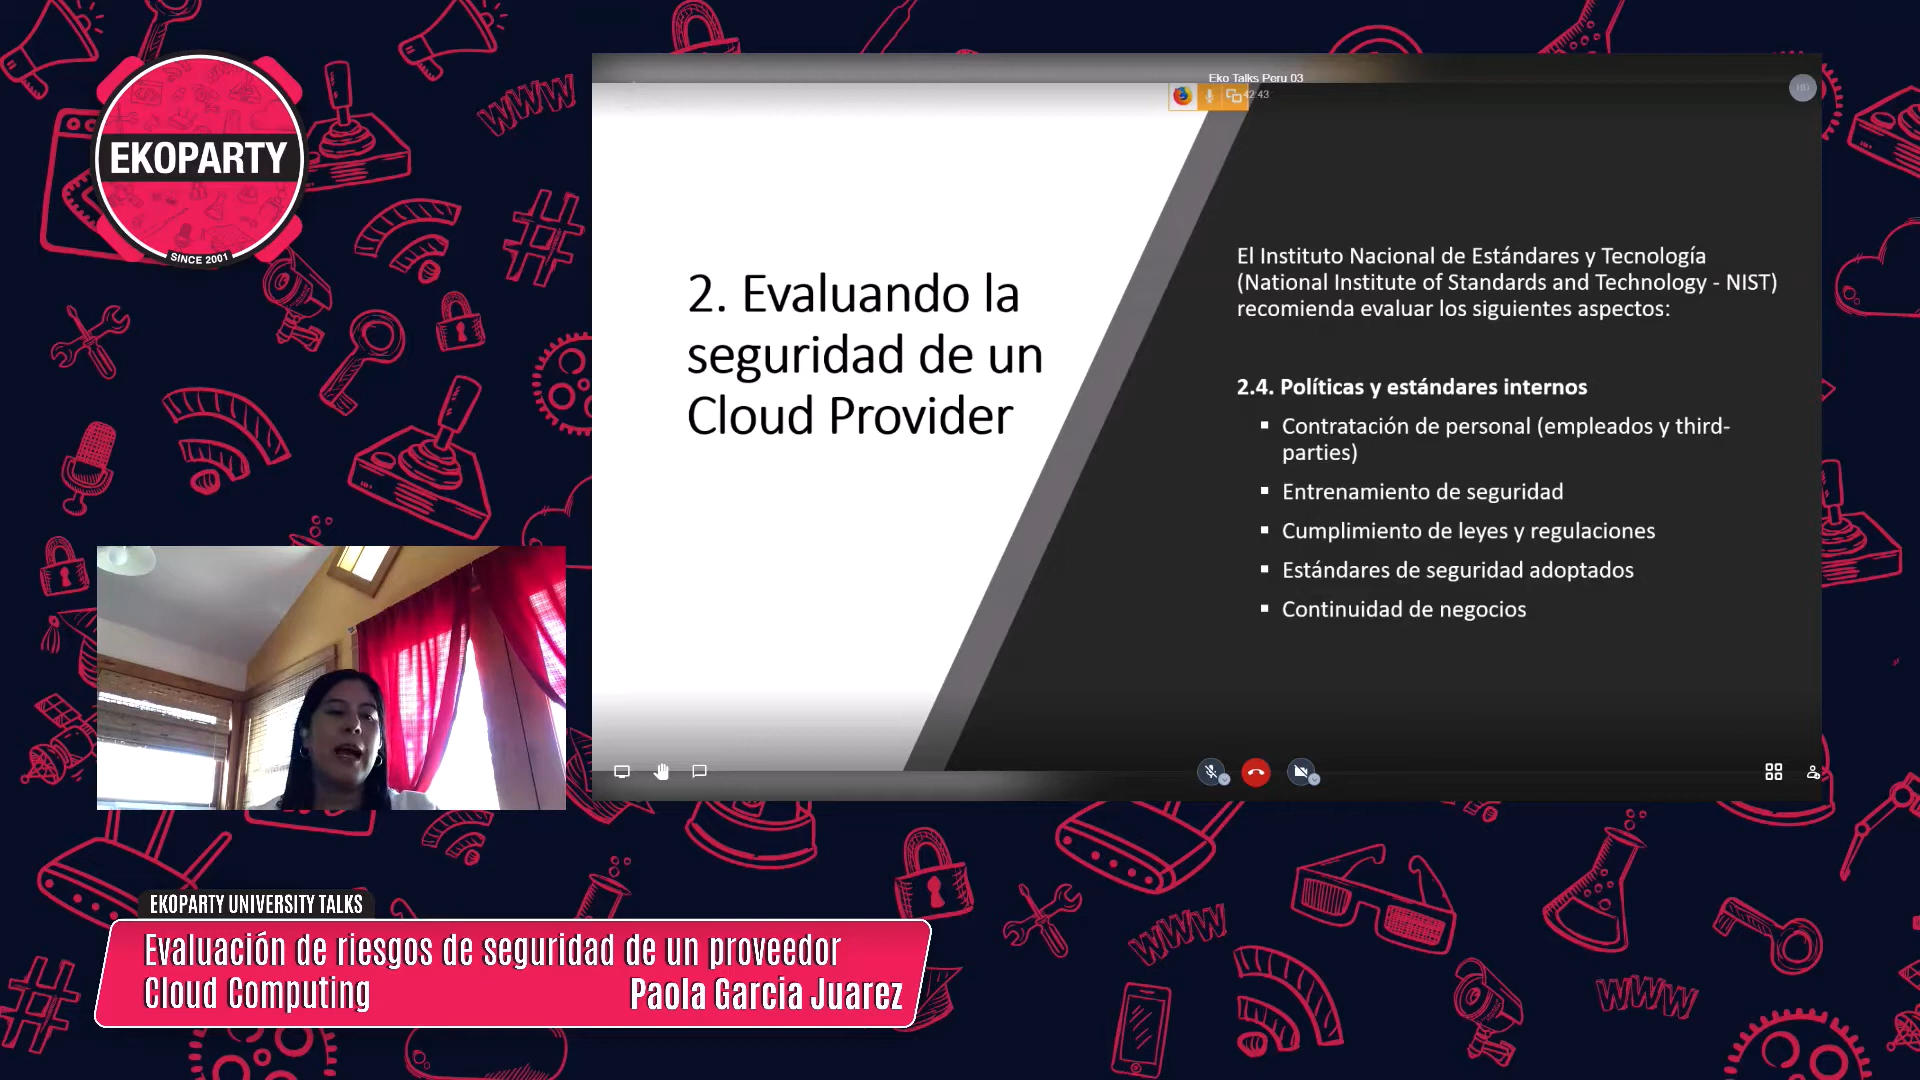 EKOPARTY
SINCE 2001
WWW
Eko Talks Peru 03
42:43
2. Evaluando la
seguridad de un
Cloud Provider
El Instituto Nacional de Estándares y Tecnología
(National Institute of Standards and Technology - NIST)
recomienda evaluar los siguientes aspectos:
2.4. Políticas y estándares internos
▪ Contratación de personal (empleados y third-
parties)
▪ Entrenamiento de seguridad
▪ Cumplimiento de leyes y regulaciones
▪ Estándares de seguridad adoptados
▪ Continuidad de negocios
EKOPARTY UNIVERSITY TALKS
Evaluación de riesgos de seguridad de un proveedor
Cloud Computing
Paola Garcia Juarez
WWW
WWW